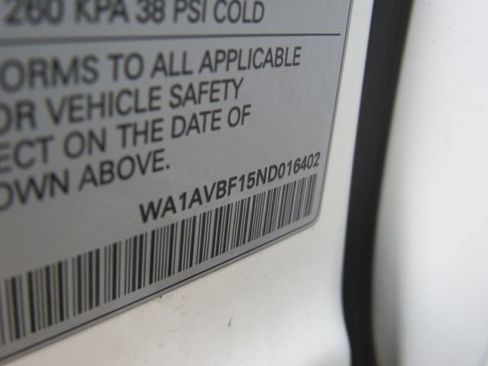 260 KPA 38 PSI COLD
ORMS TO ALL APPLICABLE
OR VEHICLE SAFETY
ECT ON THE DATE OF
OWN ABOVE.
WA1AVBF15ND016402